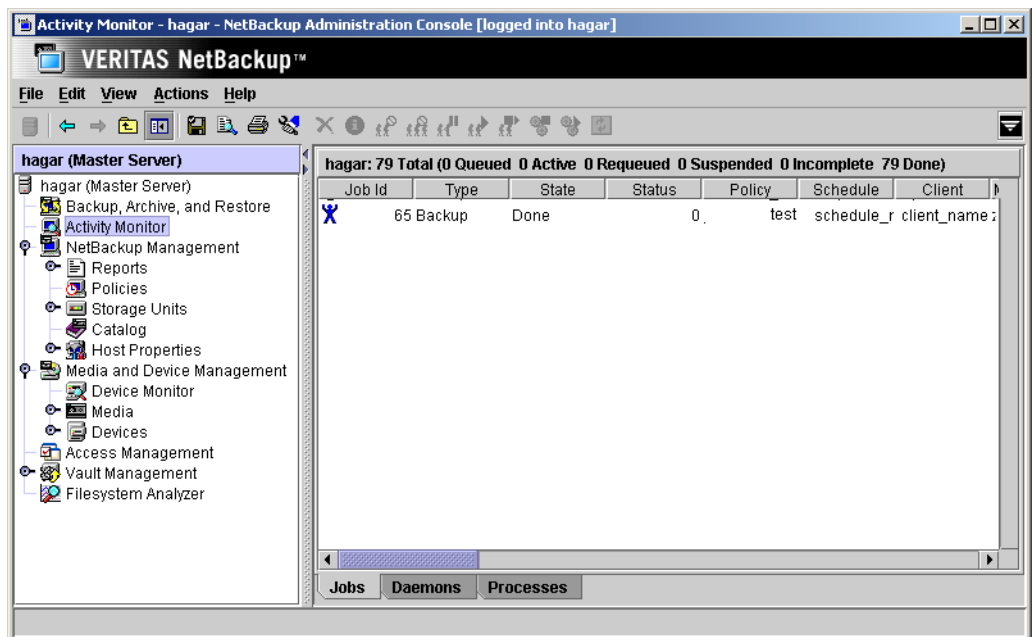 Activity Monitor - hagar - NetBackup Administration Console [logged into hagar]
VERITAS NetBackup™
File Edit View Actions Help
hagar (Master Server)
hagar (Master Server)
Backup, Archive, and Restore
Activity Monitor
NetBackup Management
Reports
Policies
Storage Units
Catalog
Host Properties
Media and Device Management
Device Monitor
Media
Devices
Access Management
Vault Management
Filesystem Analyzer
hagar: 79 Total (0 Queued 0 Active 0 Requeued 0 Suspended 0 Incomplete 79 Done)
Job Id Type State Status Policy Schedule Client
65 Backup Done 0 test schedule_r client_name
Jobs Daemons Processes